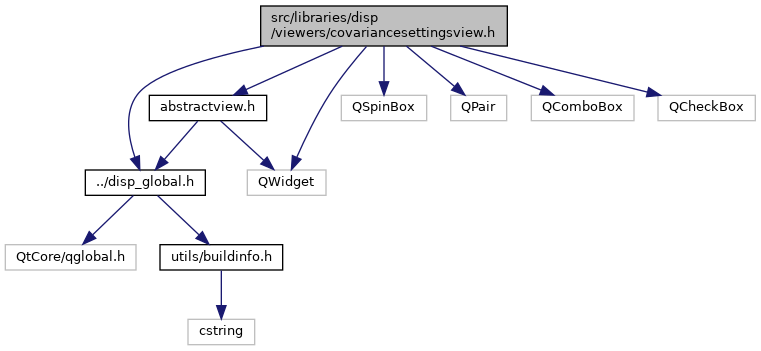 src/libraries/disp
/viewers/covariancesettingsview.h
abstractview.h
QSpinBox
QPair
QComboBox
QCheckBox
../disp_global.h
QWidget
QtCore/qglobal.h
utils/buildinfo.h
cstring